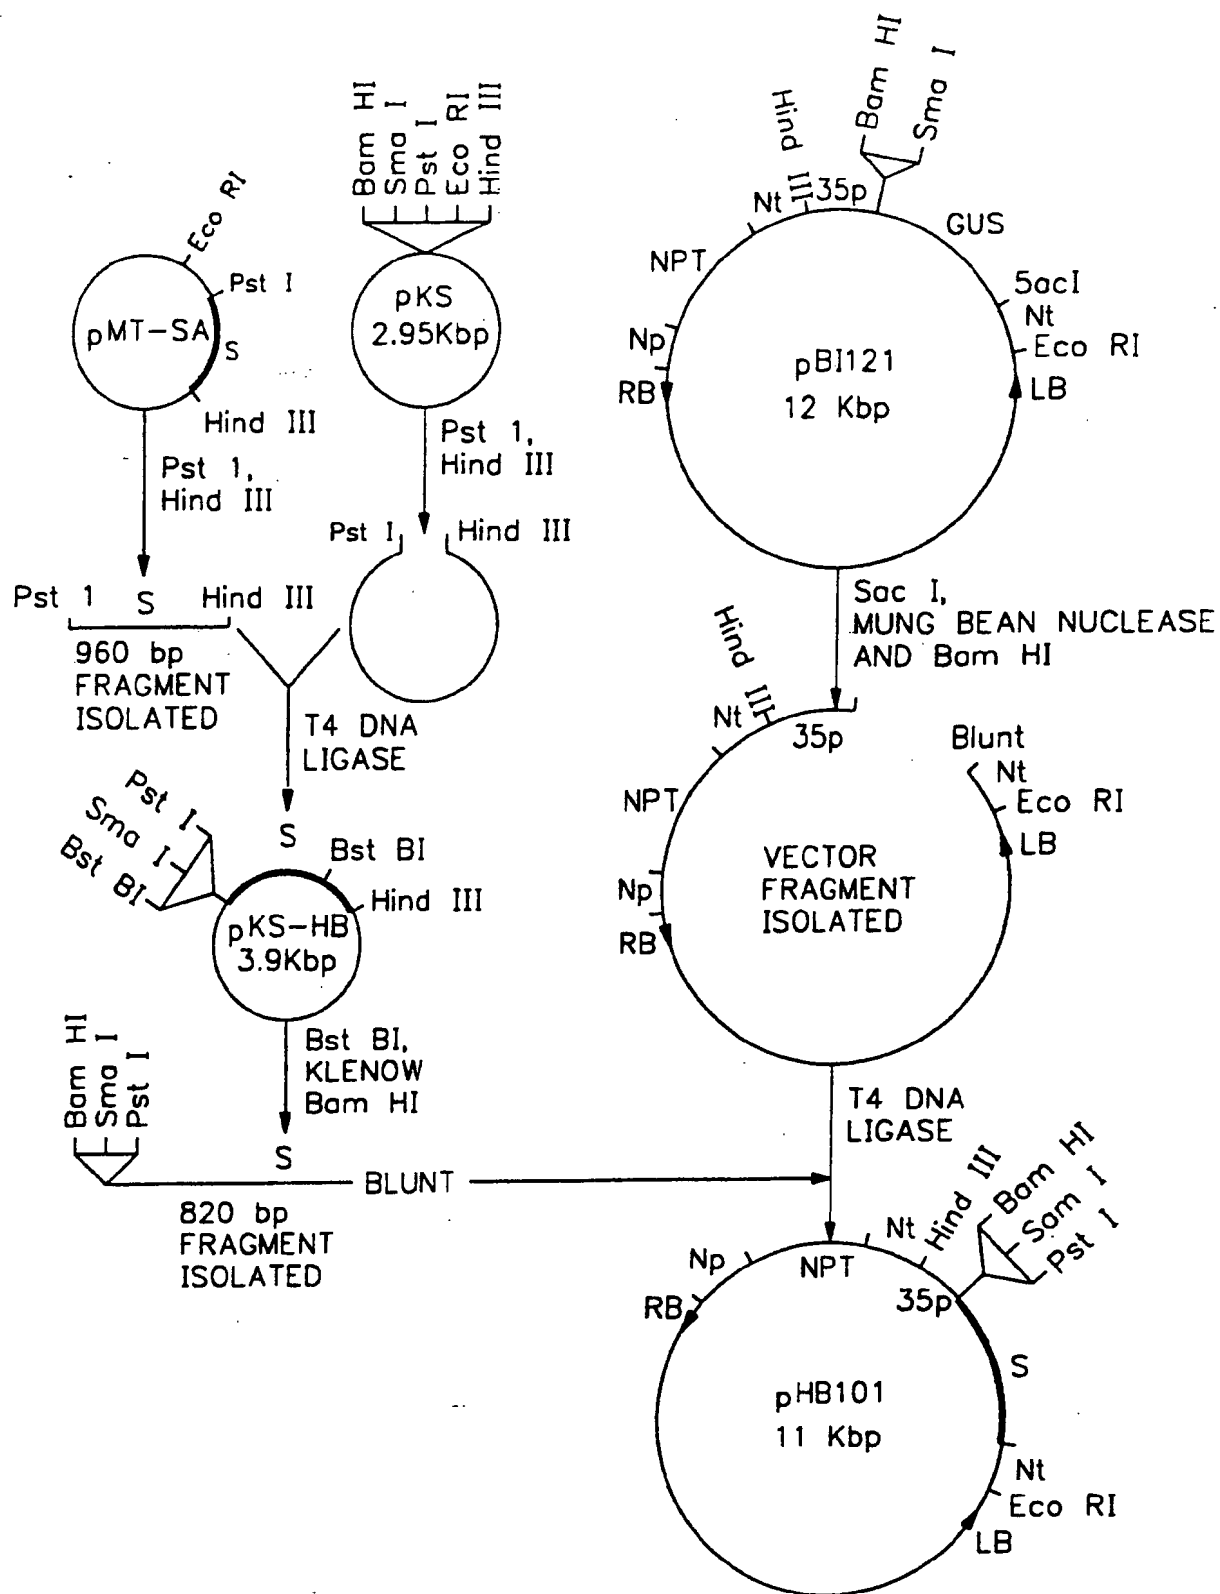 Eco RI
Pst I
pMT-SA
S
Hind III
Pst 1,
Hind III
Pst 1 S Hind III
960 bp
FRAGMENT
ISOLATED
Bam HI
Sma I
Pst I
Eco RI
Hind III
pKS
2.95Kbp
Pst 1,
Hind III
Pst I
Hind III
T4 DNA
LIGASE
S
Pst I
Sma I
Bst BI
Bst BI
Hind III
pKS-HB
3.9Kbp
Bst BI,
KLENOW
Bam HI
Bam HI
Sma I
Pst I
S
BLUNT
820 bp
FRAGMENT
ISOLATED
Bam HI
Sma I
Hind III
35p
Nt
NPT
Np
RB
GUS
5acI
Nt
Eco RI
LB
pBI121
12 Kbp
Sac I,
MUNG BEAN NUCLEASE
AND Bam HI
Hind III
Nt
35p
NPT
Np
RB
Blunt
Nt
Eco RI
LB
VECTOR
FRAGMENT
ISOLATED
T4 DNA
LIGASE
Bam HI
Sam I
Pst I
Hind III
Nt
NPT
Np
RB
35p
S
pHB101
11 Kbp
Nt
Eco RI
LB